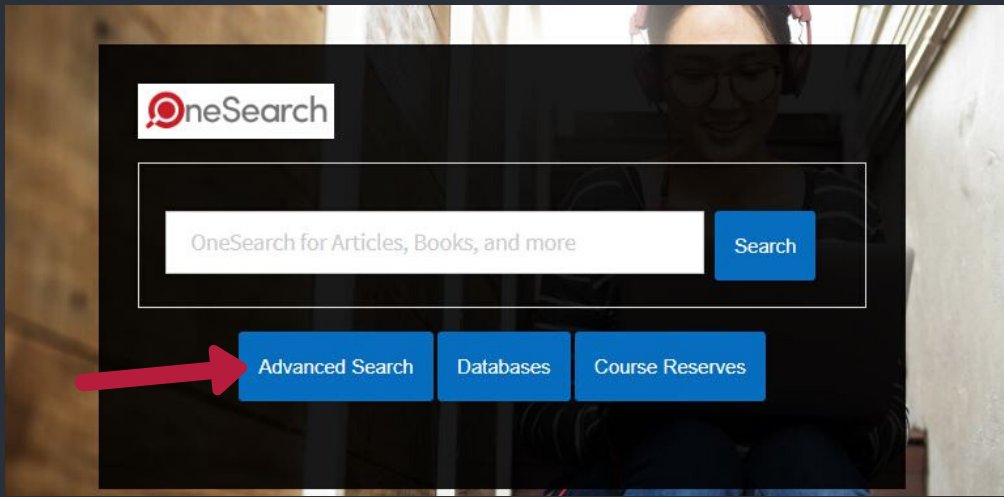 OneSearch
OneSearch for Articles, Books, and more
Search
Advanced Search
Databases
Course Reserves